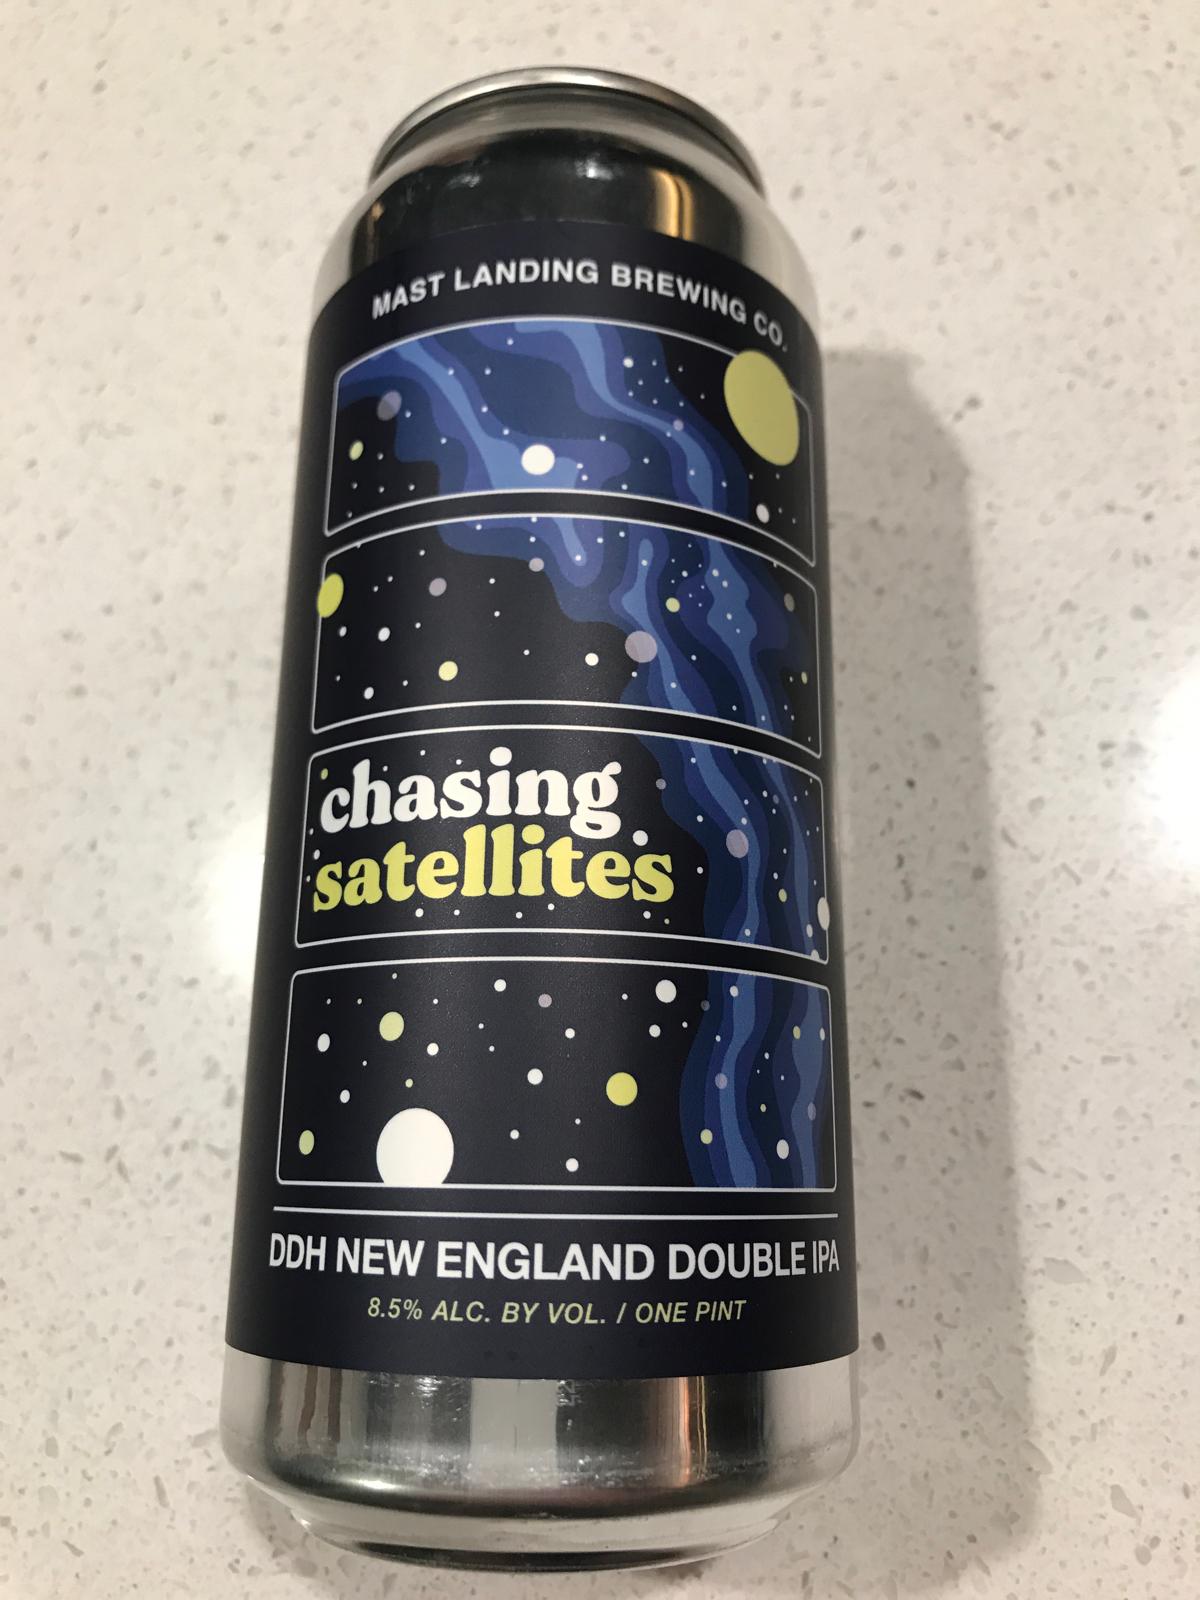 MAST LANDING BREWING CO.
chasing
satellites
DDH NEW ENGLAND DOUBLE IPA
8.5% ALC. BY VOL. / ONE PINT